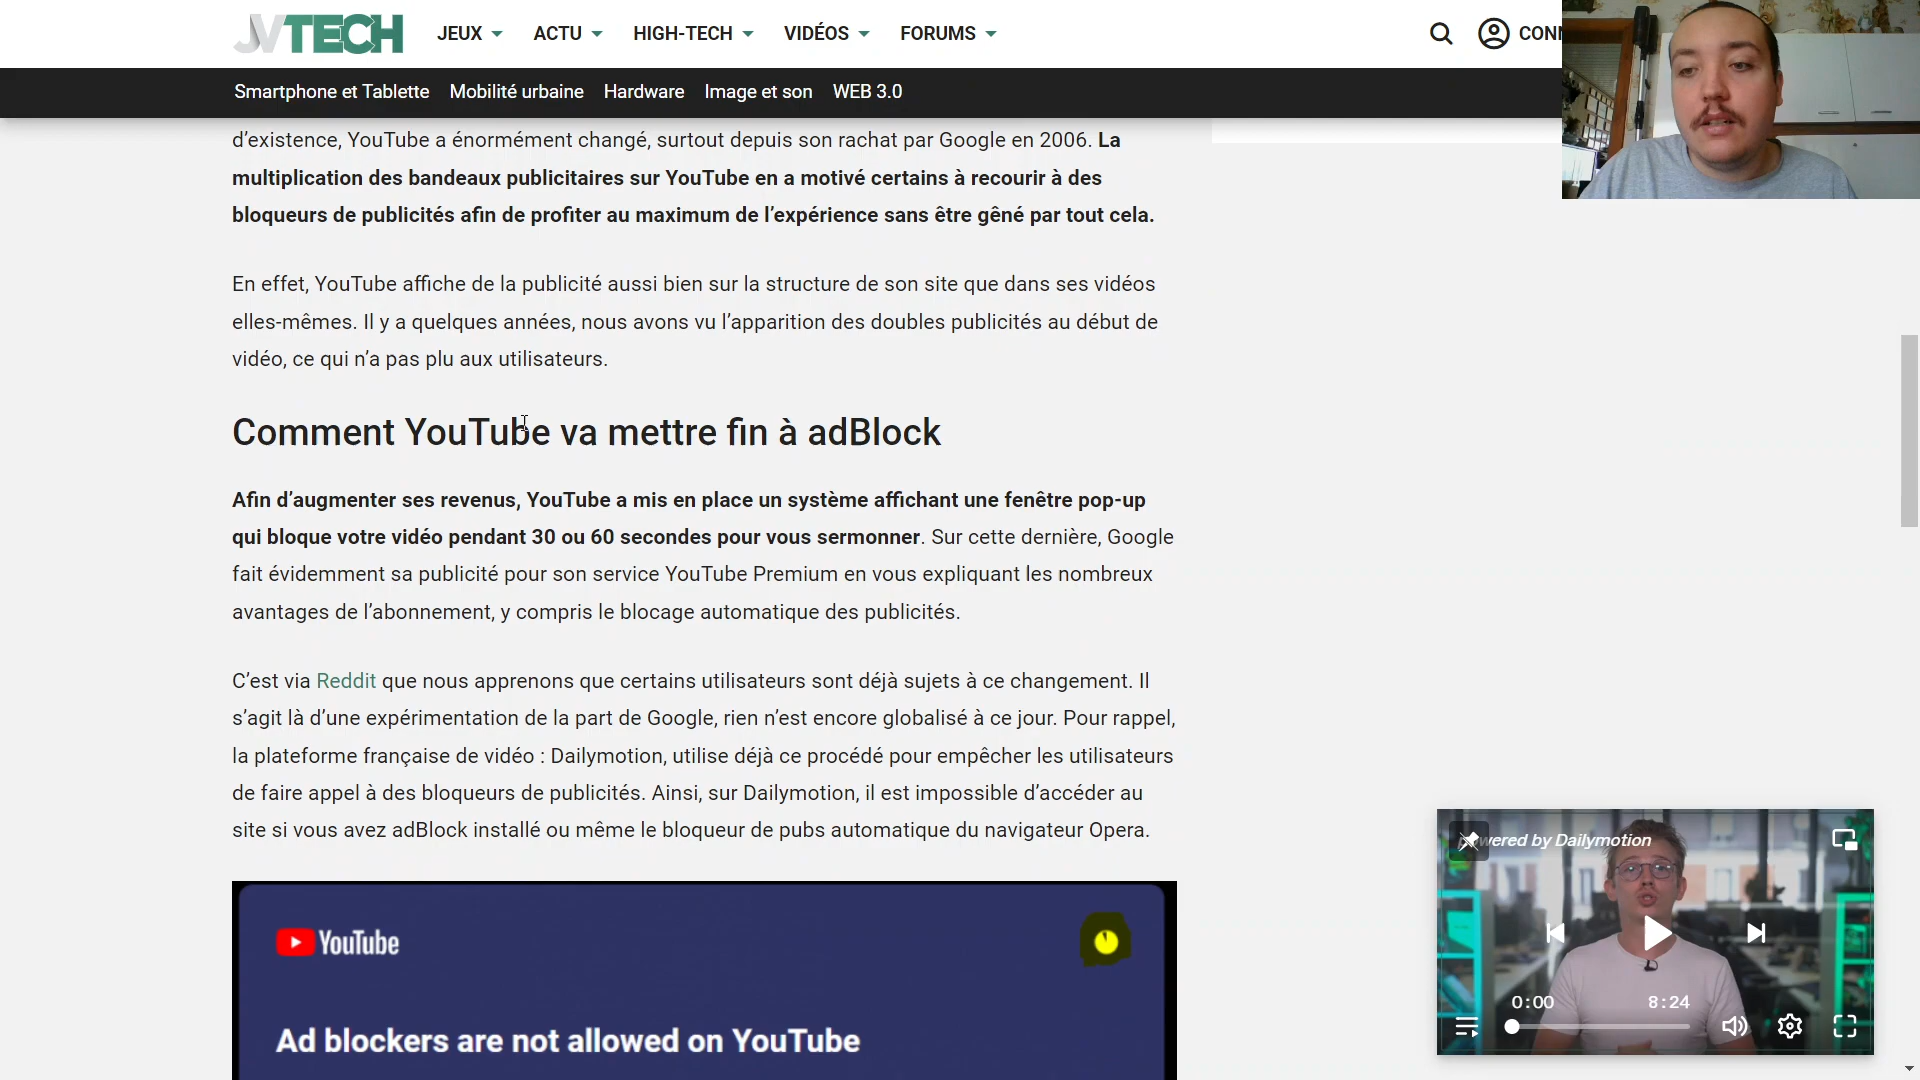 JVTECH
JEUX
ACTU
HIGH-TECH
VIDÉOS
FORUMS
CONN
Smartphone et Tablette
Mobilité urbaine
Hardware
Image et son
WEB 3.0
d’existence, YouTube a énormément changé, surtout depuis son rachat par Google en 2006. La
multiplication des bandeaux publicitaires sur YouTube en a motivé certains à recourir à des
bloqueurs de publicités afin de profiter au maximum de l’expérience sans être gêné par tout cela.
En effet, YouTube affiche de la publicité aussi bien sur la structure de son site que dans ses vidéos
elles-mêmes. Il y a quelques années, nous avons vu l’apparition des doubles publicités au début de
vidéo, ce qui n’a pas plu aux utilisateurs.
Comment YouTube va mettre fin à adBlock
Afin d’augmenter ses revenus, YouTube a mis en place un système affichant une fenêtre pop-up
qui bloque votre vidéo pendant 30 ou 60 secondes pour vous sermonner. Sur cette dernière, Google
fait évidemment sa publicité pour son service YouTube Premium en vous expliquant les nombreux
avantages de l’abonnement, y compris le blocage automatique des publicités.
C’est via Reddit que nous apprenons que certains utilisateurs sont déjà sujets à ce changement. Il
s’agit là d’une expérimentation de la part de Google, rien n’est encore globalisé à ce jour. Pour rappel,
la plateforme française de vidéo : Dailymotion, utilise déjà ce procédé pour empêcher les utilisateurs
de faire appel à des bloqueurs de publicités. Ainsi, sur Dailymotion, il est impossible d’accéder au
site si vous avez adBlock installé ou même le bloqueur de pubs automatique du navigateur Opera.
YouTube
Ad blockers are not allowed on YouTube
wered by Dailymotion
0:00
8:24